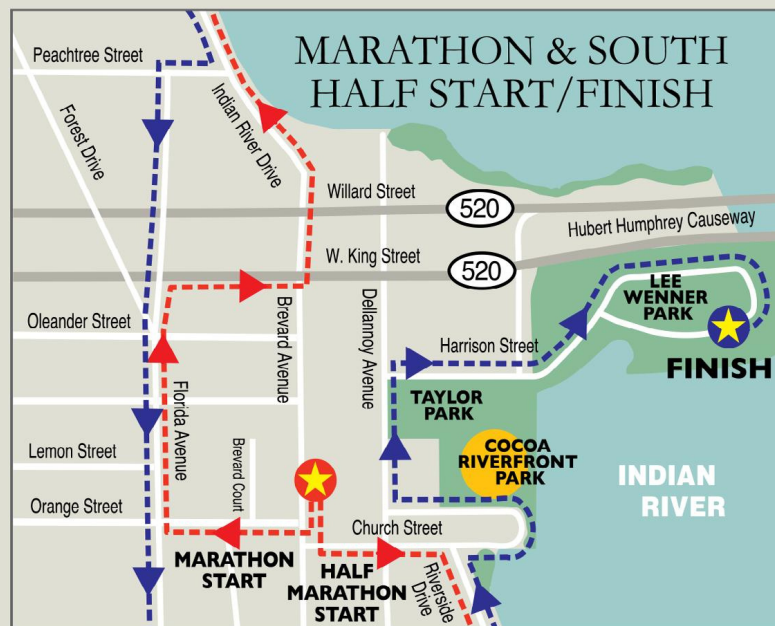 MARATHON & SOUTH
HALF START/FINISH
Peachtree Street
Forest Drive
Indian River Drive
Willard Street
520
Hubert Humphrey Causeway
W. King Street
520
LEE
WENNER
PARK
Oleander Street
Brevard Avenue
Dellannoy Avenue
Harrison Street
FINISH
Florida Avenue
TAYLOR
PARK
Lemon Street
Brevard Court
COCOA
RIVERFRONT
PARK
INDIAN
RIVER
Orange Street
Church Street
MARATHON
START
HALF
MARATHON
START
Riverside
Drive